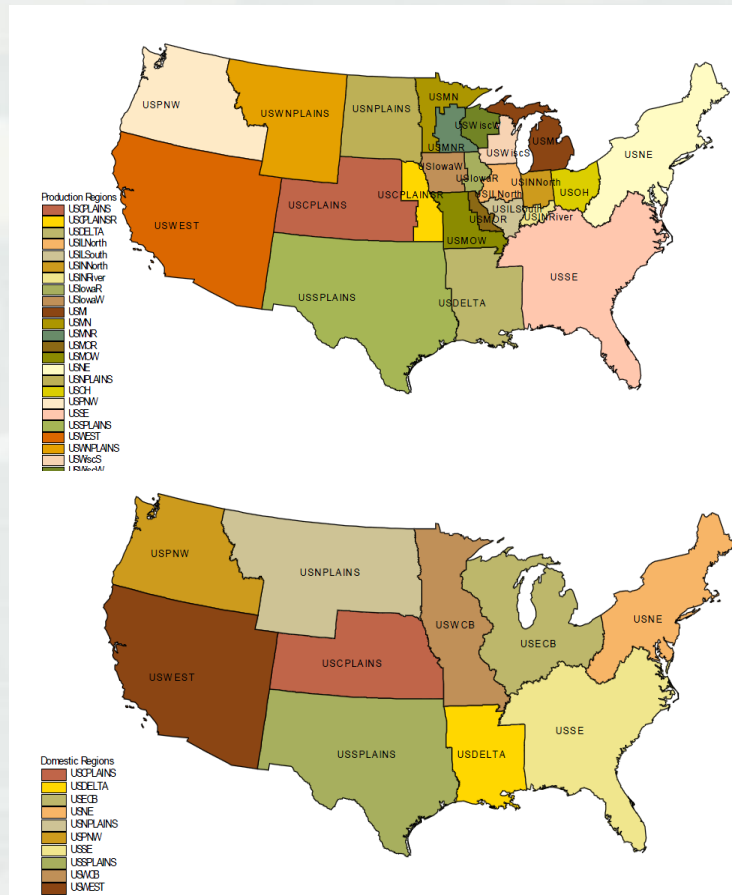 USPNW
USWNPLAINS
USNPLAINS
USMN
USWiscW
USMNR
USMI
USWiscS
USNE
USIowaW
USIowaR
USINNorth
USOH
USILNorth
USCPLAINSR
USCPLAINS
USILSouth
USINRiver
USMOR
USMOW
USWEST
USSE
USSPLAINS
USDELTA
Production Regions
USCPLAINS
USCPLAINSR
USDELTA
USILNorth
USILSouth
USINNorth
USINRiver
USIowaR
USIowaW
USMI
USMN
USMNR
USMOR
USMOW
USNE
USNPLAINS
USOH
USPNW
USSE
USSPLAINS
USWEST
USWNPLAINS
USWiscS
USWiscW
USPNW
USNPLAINS
USWCB
USECB
USNE
USCPLAINS
USWEST
USSE
USSPLAINS
USDELTA
Domestic Regions
USCPLAINS
USDELTA
USECB
USNE
USNPLAINS
USPNW
USSE
USSPLAINS
USWCB
USWEST